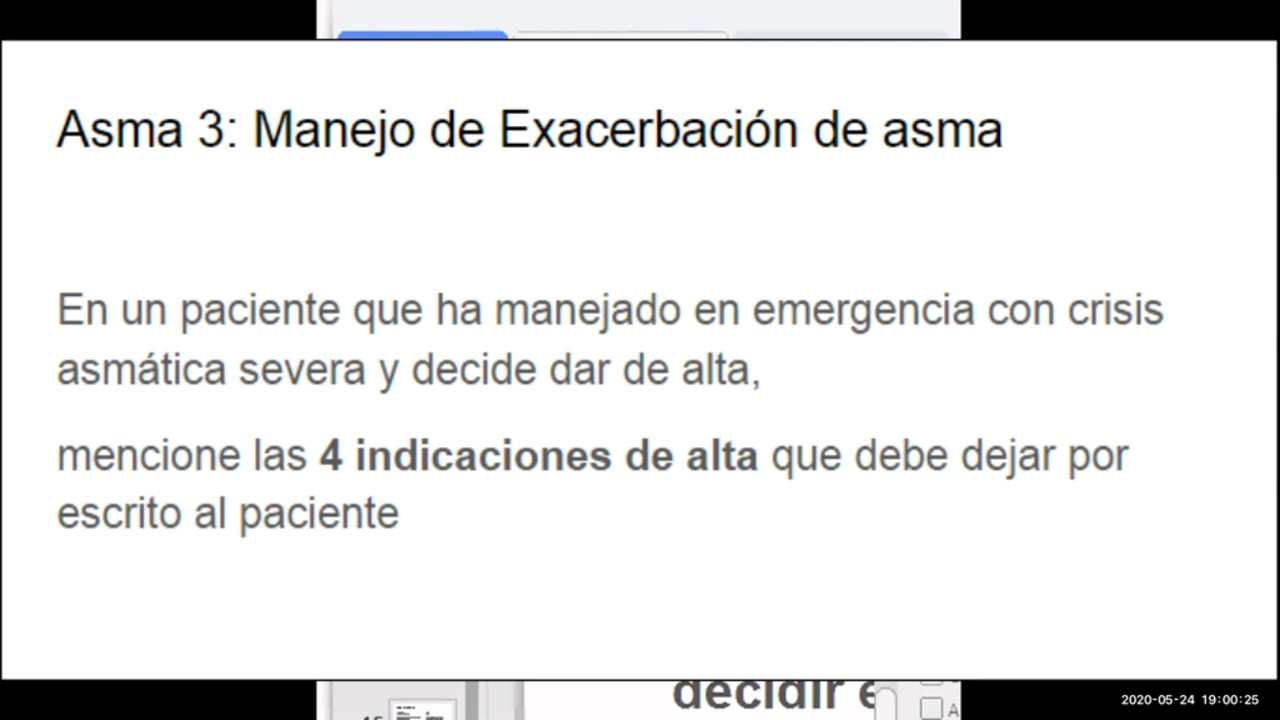 Asma 3: Manejo de Exacerbación de asma
En un paciente que ha manejado en emergencia con crisis
asmática severa y decide dar de alta,
mencione las 4 indicaciones de alta que debe dejar por
escrito al paciente
decidir e
A
2020-05-24 19:00:25